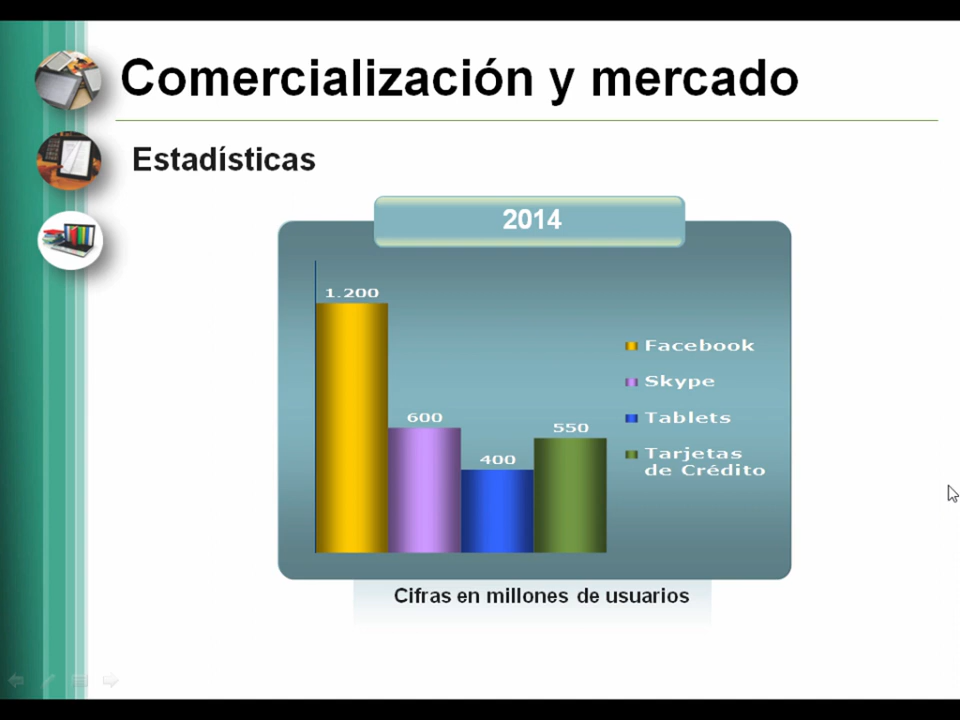 Comercialización y mercado
Estadísticas
2014
1.200
600
400
550
Facebook
Skype
Tablets
Tarjetas
de Crédito
Cifras en millones de usuarios